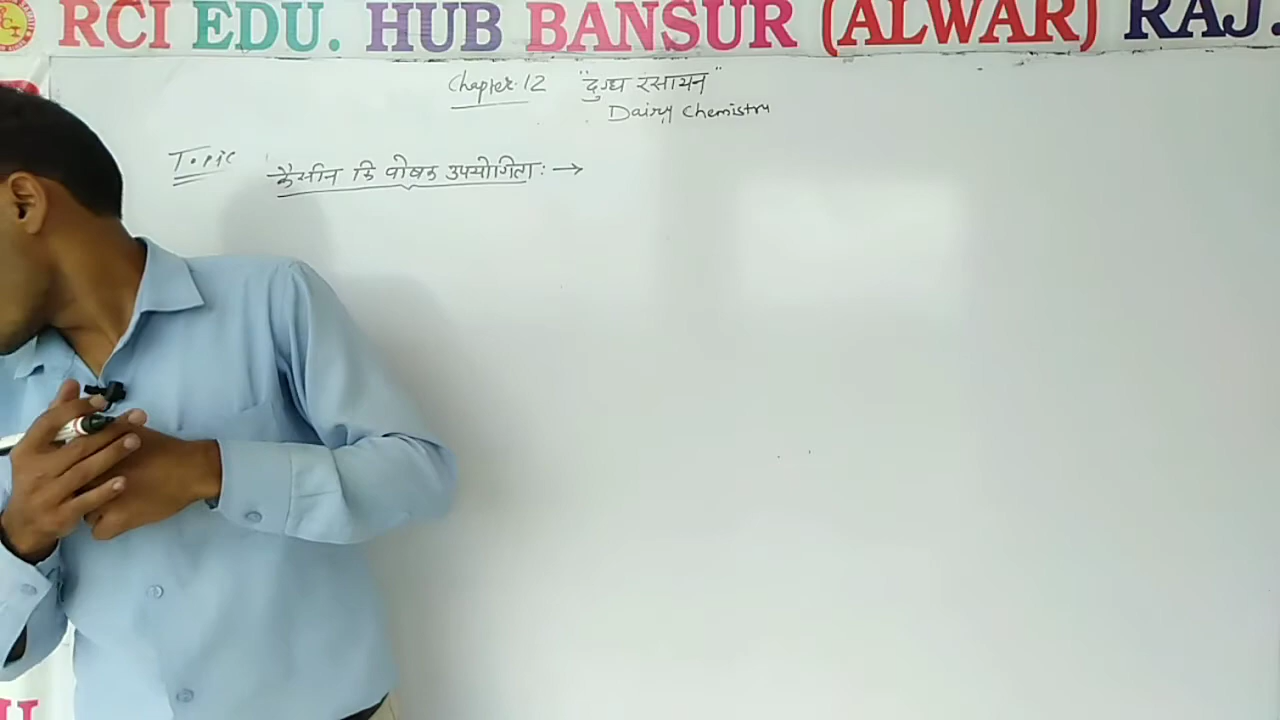 RCI EDU. HUB BANSUR (ALWAR) RAJ.
Chapter. 12 "दुग्ध रसायन"
Dairy Chemistry
Topic कैसीन कि पोषक उपयोगिता : →